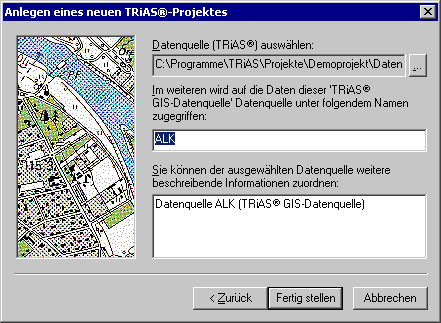 Anlegen eines neuen TRiAS®-Projektes
Datenquelle (TRiAS®) auswählen:
C:\Programme\TRiAS\Projekte\Demoprojekt\Daten
...
Im weiteren wird auf die Daten dieser 'TRiAS®
GIS-Datenquelle' Datenquelle unter folgendem Namen
zugegriffen:
ALK
Sie können der ausgewählten Datenquelle weitere
beschreibende Informationen zuordnen:
Datenquelle ALK (TRiAS® GIS-Datenquelle)
< Zurück
Fertig stellen
Abbrechen